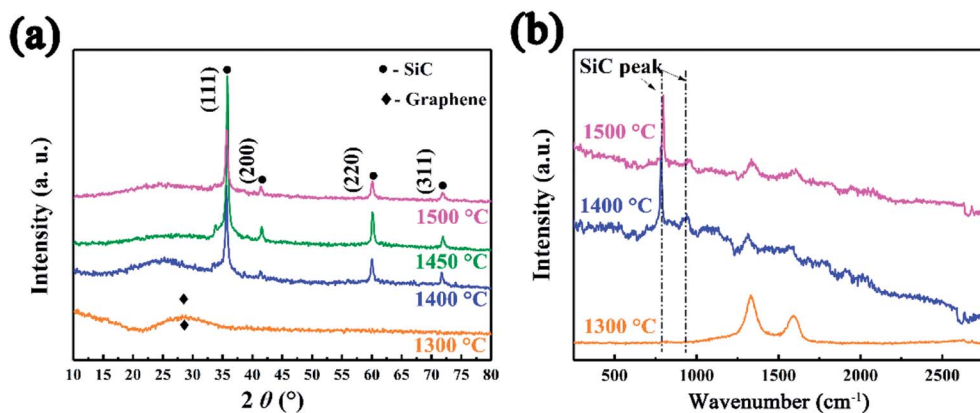 (a)
(111)
(200)
(220)
(311)
● - SiC
◆ - Graphene
1500 °C
1450 °C
1400 °C
1300 °C
10 15 20 25 30 35 40 45 50 55 60 65 70 75 80
2 θ (°)
Intensity (a. u.)
(b)
SiC peak
1500 °C
1400 °C
1300 °C
500 1000 1500 2000 2500
Wavenumber (cm⁻¹)
Intensity (a. u.)